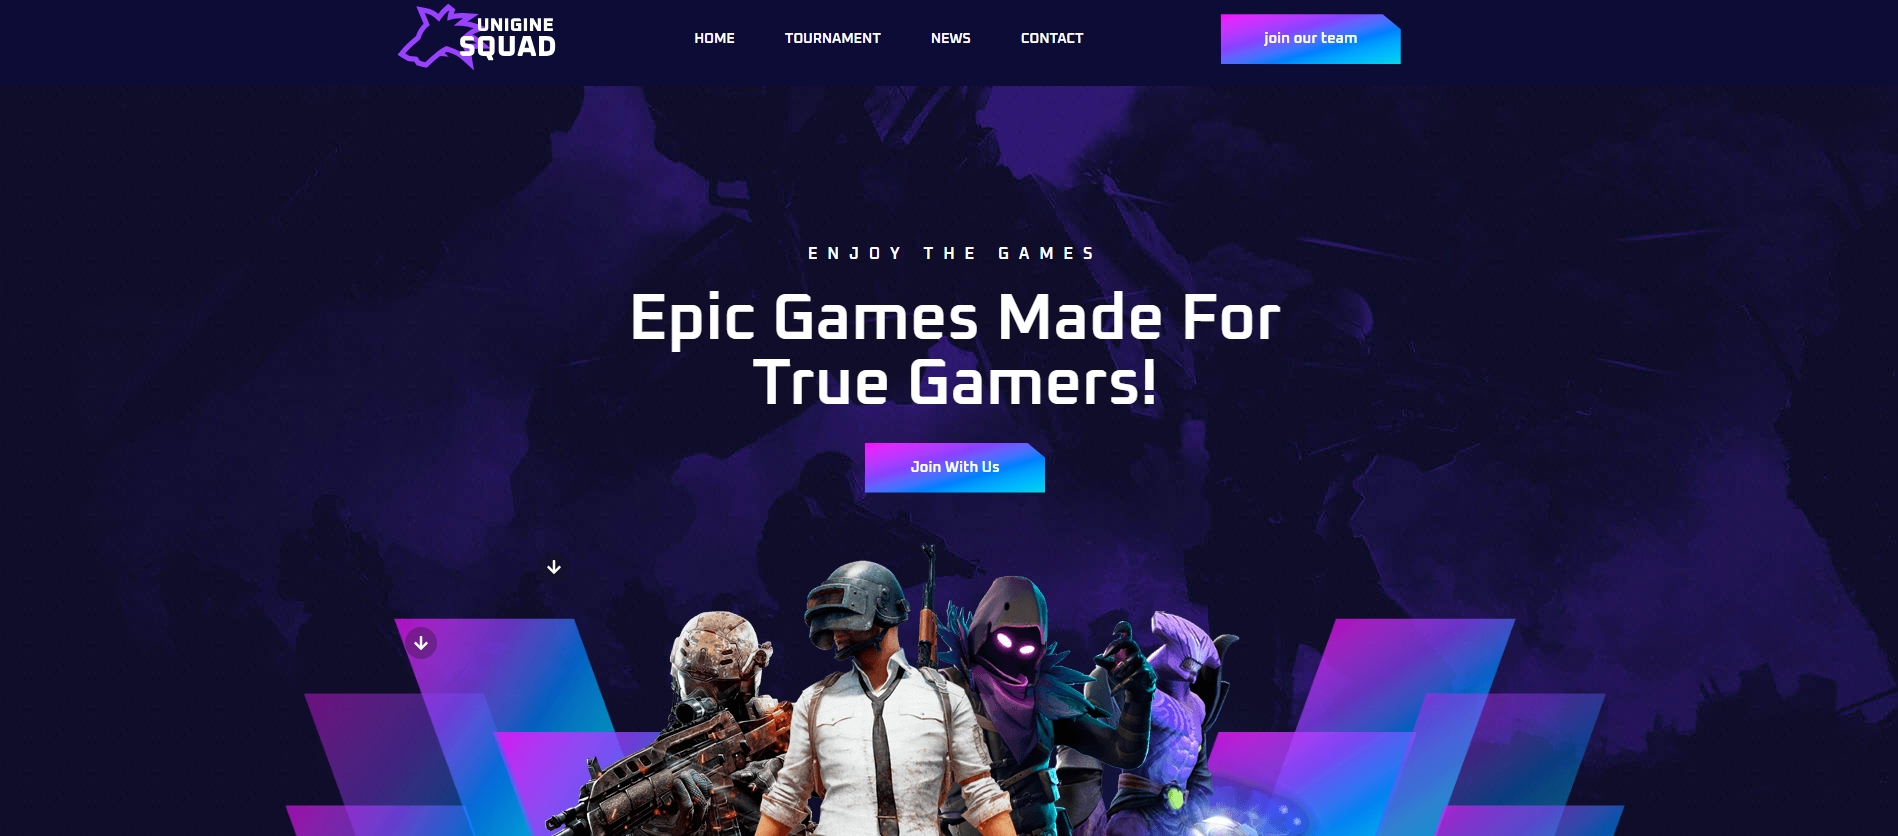 UNIGINE
SQUAD
HOME
TOURNAMENT
NEWS
CONTACT
join our team
ENJOY THE GAMES
Epic Games Made For
True Gamers!
Join With Us